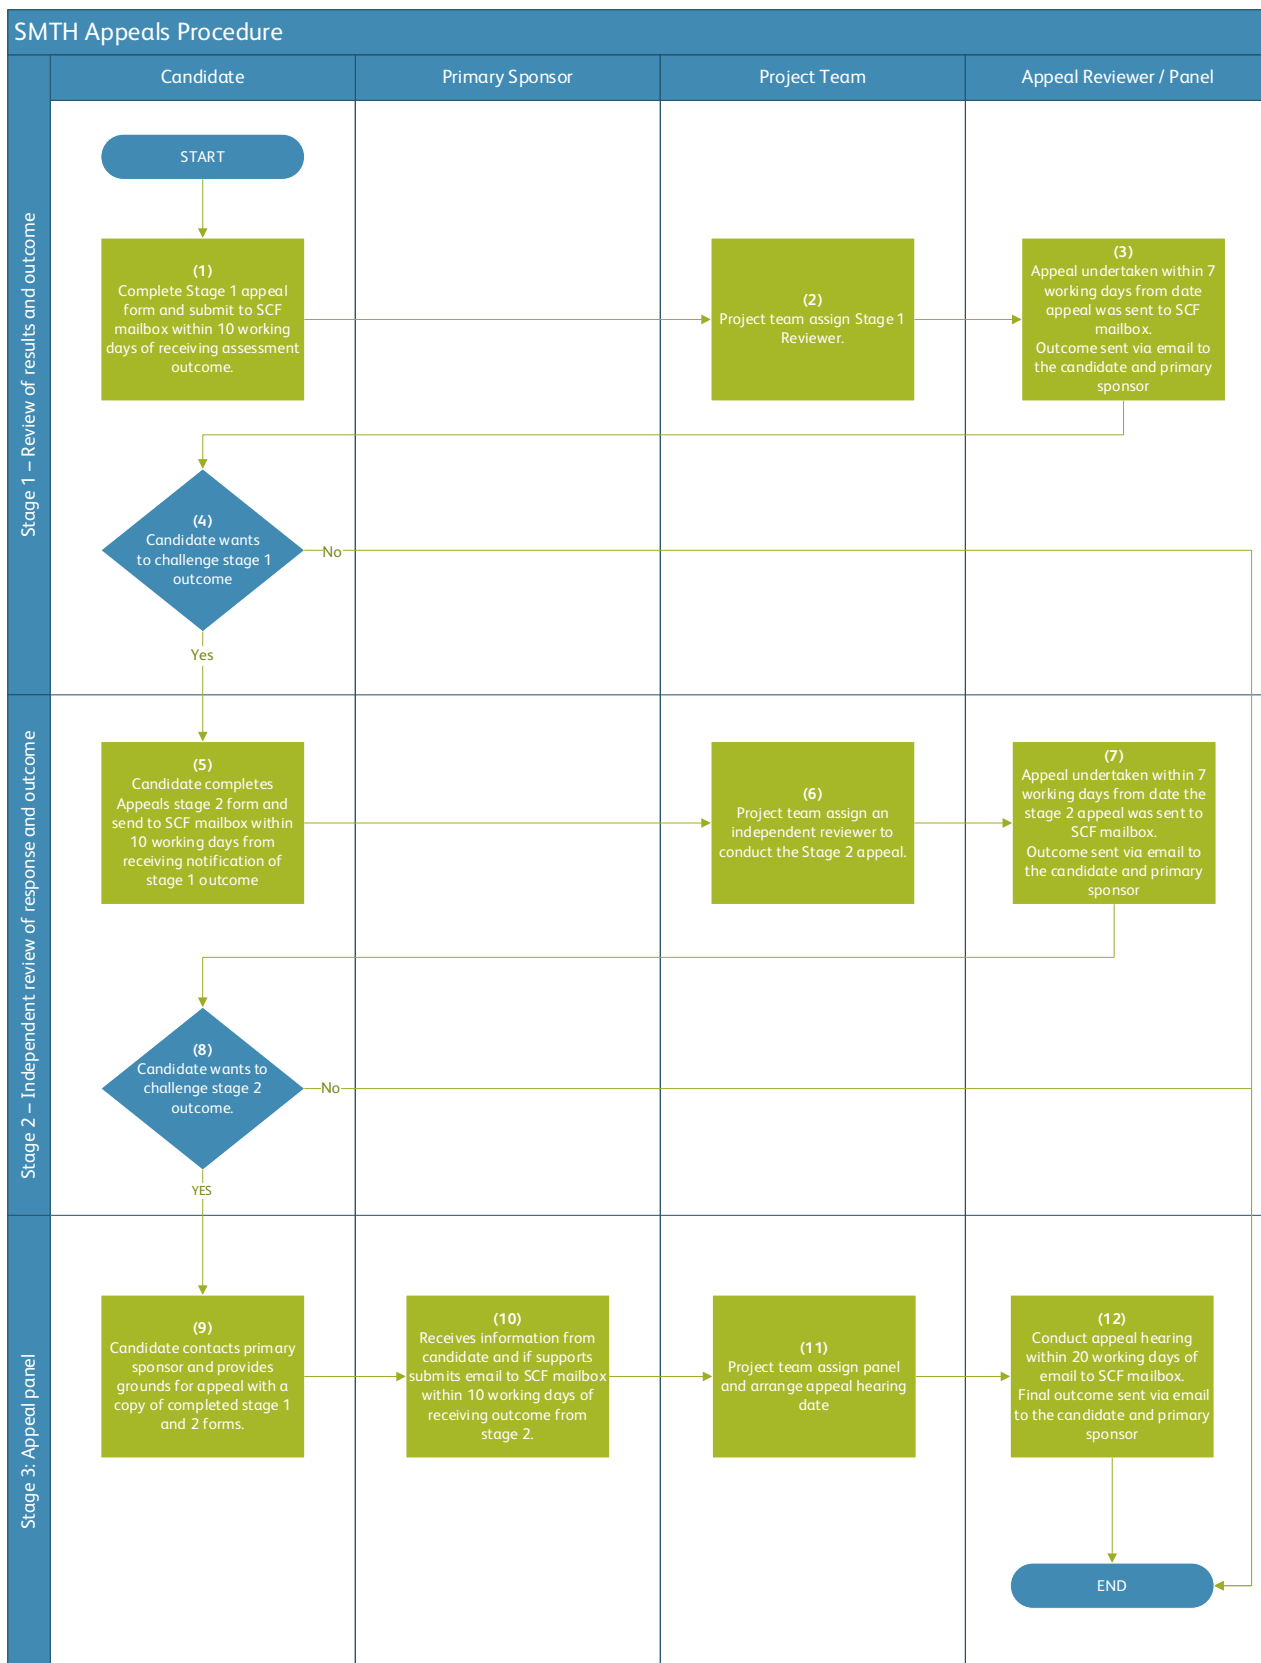 SMTH Appeals Procedure
Candidate
Primary Sponsor
Project Team
Appeal Reviewer / Panel
Stage 1 – Review of results and outcome
START
(1)
Complete Stage 1 appeal
form and submit to SCF
mailbox within 10 working
days of receiving assessment
outcome.
(2)
Project team assign Stage 1
Reviewer.
(3)
Appeal undertaken within 7
working days from date
appeal was sent to SCF
mailbox.
Outcome sent via email to
the candidate and primary
sponsor
(4)
Candidate wants
to challenge stage 1
outcome
No
Yes
Stage 2 – Independent review of response and outcome
(5)
Candidate completes
Appeals stage 2 form and
send to SCF mailbox within
10 working days from
receiving notification of
stage 1 outcome
(6)
Project team assign an
independent reviewer to
conduct the Stage 2 appeal.
(7)
Appeal undertaken within 7
working days from date the
stage 2 appeal was sent to
SCF mailbox.
Outcome sent via email to
the candidate and primary
sponsor
(8)
Candidate wants to
challenge stage 2
outcome.
No
YES
Stage 3: Appeal panel
(9)
Candidate contacts primary
sponsor and provides
grounds for appeal with a
copy of completed stage 1
and 2 forms.
(10)
Receives information from
candidate and if supports
submits email to SCF mailbox
within 10 working days of
receiving outcome from
stage 2.
(11)
Project team assign panel
and arrange appeal hearing
date
(12)
Conduct appeal hearing
within 20 working days of
email to SCF mailbox.
Final outcome sent via email
to the candidate and primary
sponsor
END